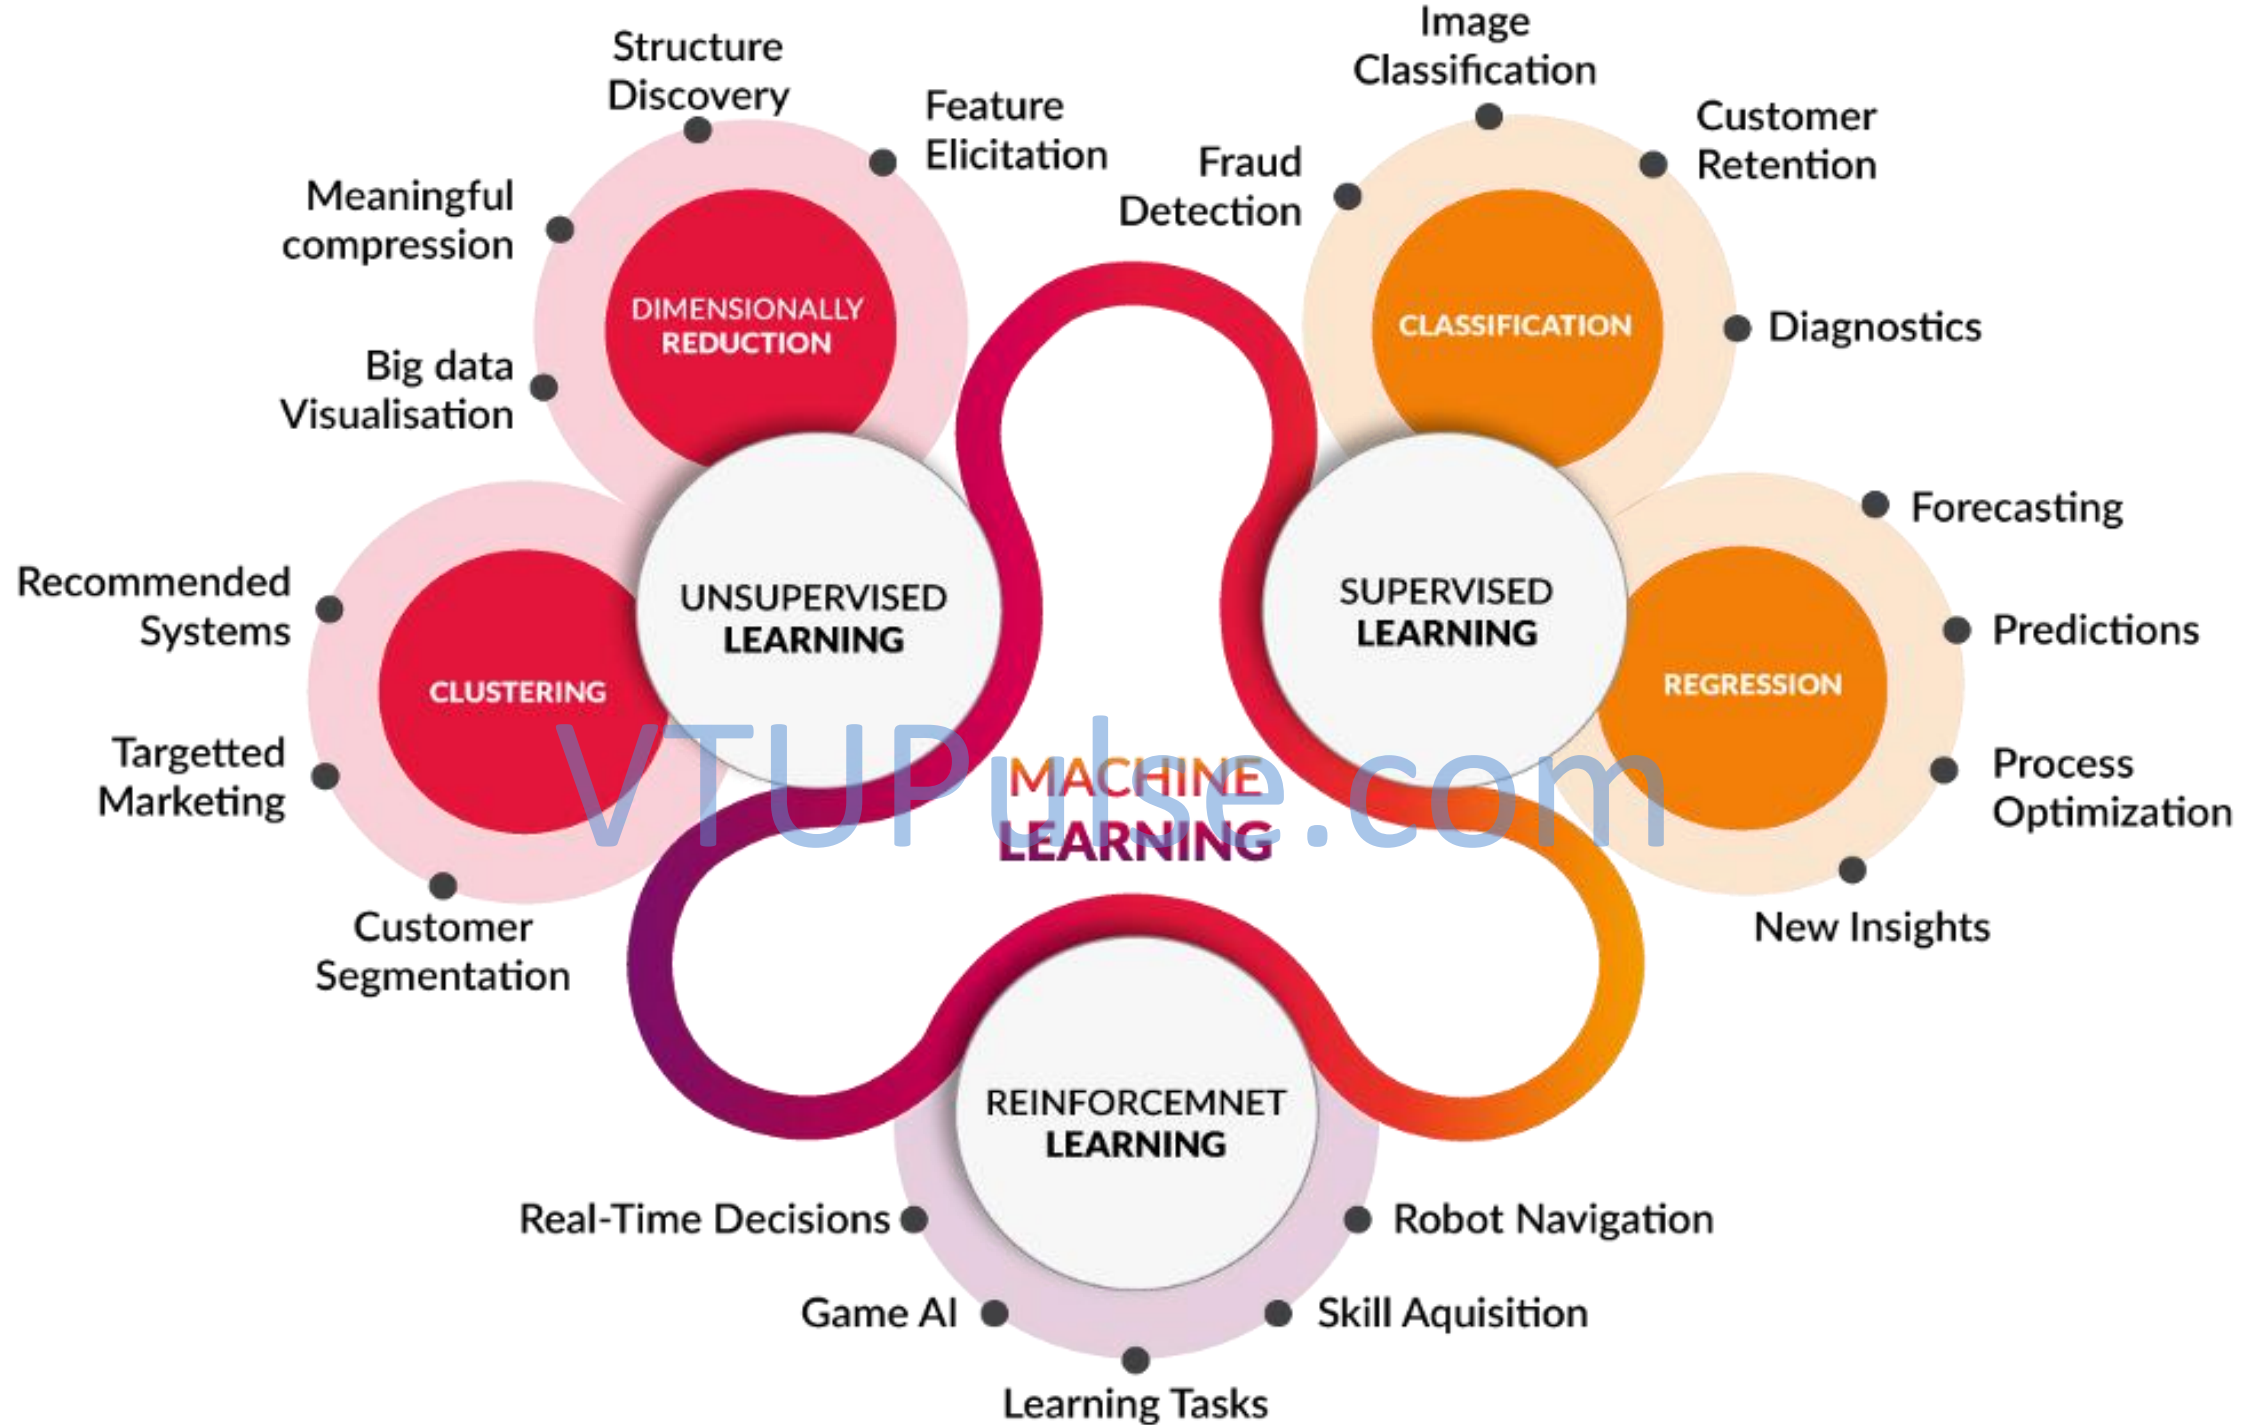 Structure
Discovery
Feature
Elicitation
Meaningful
compression
Big data
Visualisation
DIMENSIONALLY
REDUCTION
Image
Classification
Customer
Retention
Fraud
Detection
Diagnostics
CLASSIFICATION
Recommended
Systems
Targetted
Marketing
Customer
Segmentation
CLUSTERING
UNSUPERVISED
LEARNING
SUPERVISED
LEARNING
Forecasting
Predictions
Process
Optimization
New Insights
REGRESSION
MACHINE
LEARNING
VTUPulse.com
REINFORCEMNET
LEARNING
Real-Time Decisions
Robot Navigation
Game AI
Skill Aquisition
Learning Tasks